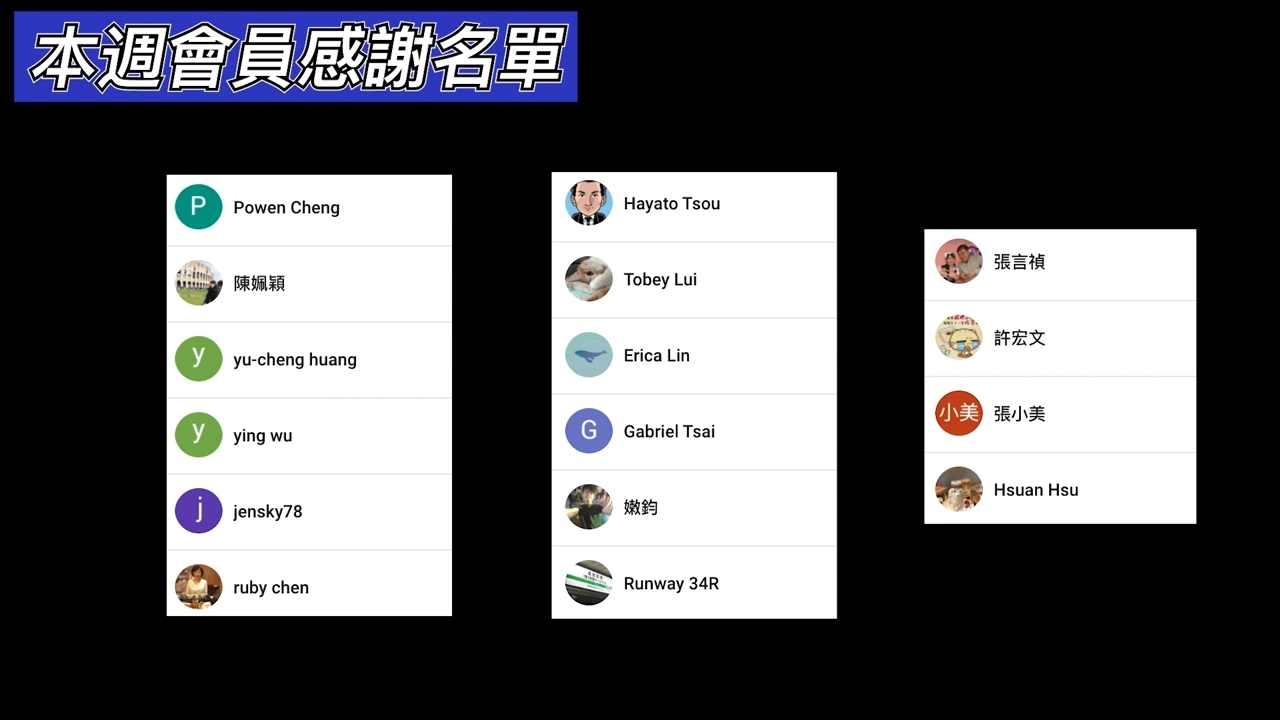 本週會員感謝名單
P Powen Cheng
陳姵穎
y yu-cheng huang
y ying wu
j jensky78
ruby chen
Hayato Tsou
Tobey Lui
Erica Lin
G Gabriel Tsai
嫩鈞
Runway 34R
張言禎
許宏文
小美 張小美
Hsuan Hsu